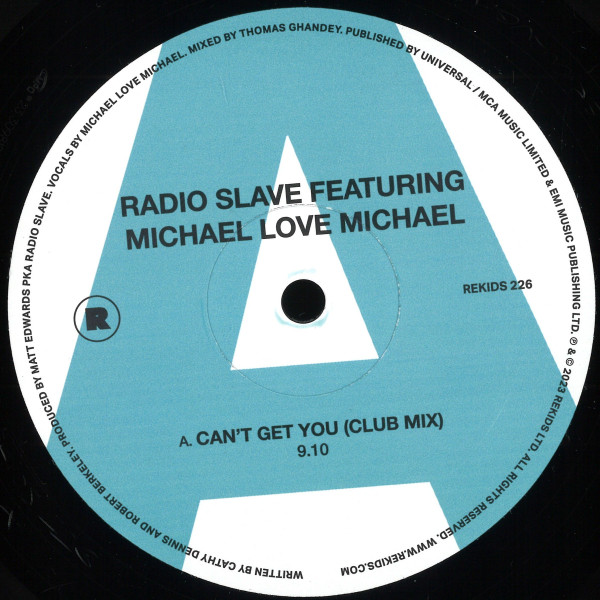 RADIO SLAVE FEATURING
MICHAEL LOVE MICHAEL
REKIDS 226
R
A. CAN'T GET YOU (CLUB MIX)
9.10
WRITTEN BY CATHY DENNIS AND ROBERT BERKELEY. PRODUCED BY MATT EDWARDS PKA RADIO SLAVE. VOCALS BY MICHAEL LOVE MICHAEL. MIXED BY THOMAS GHANDEY. PUBLISHED BY UNIVERSAL / MCA MUSIC LIMITED & EMI MUSIC PUBLISHING LTD. ℗ & © 2023 REKIDS LTD. ALL RIGHTS RESERVED. WWW.REKIDS.COM